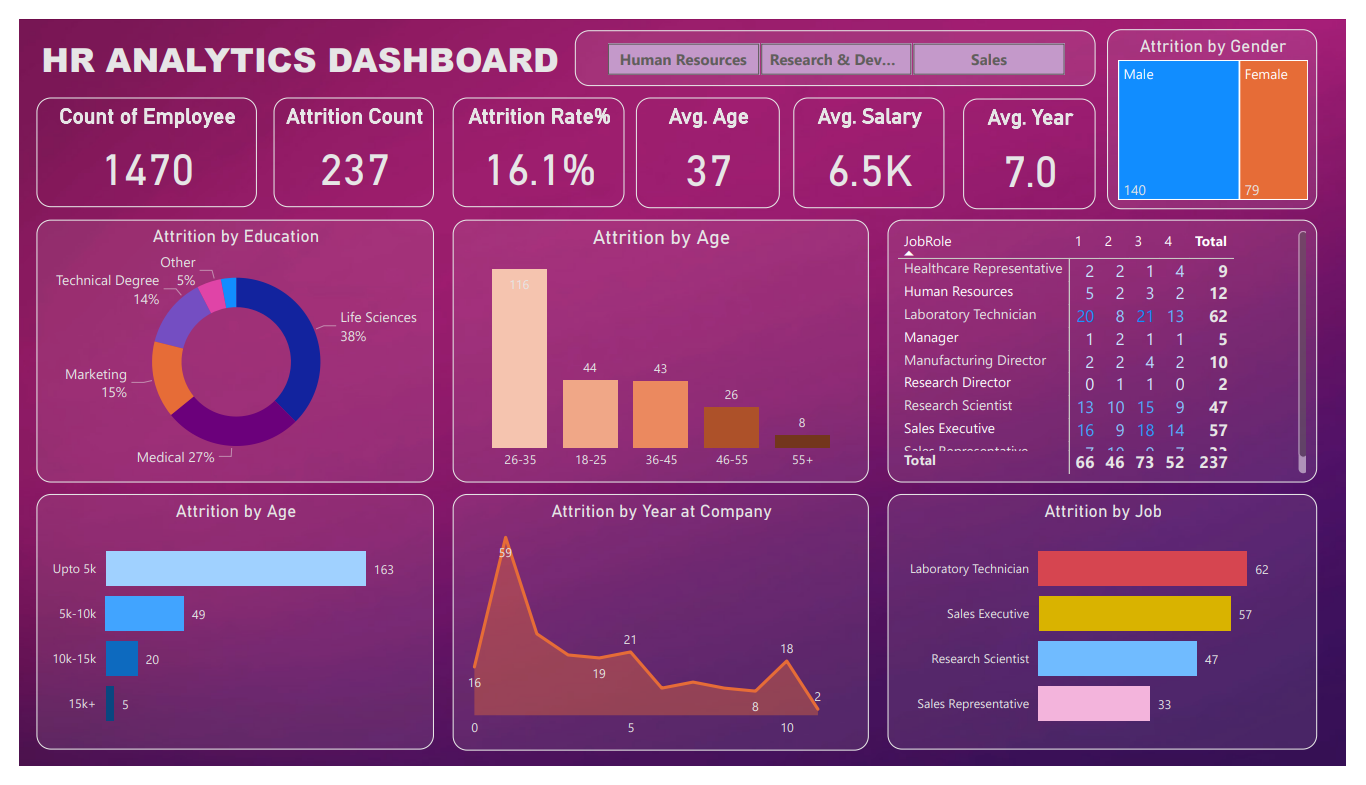 HR ANALYTICS DASHBOARD
Human Resources
Research & Dev...
Sales
Attrition by Gender
Male
Female
140
79
Count of Employee
1470
Attrition Count
237
Attrition Rate%
16.1%
Avg. Age
37
Avg. Salary
6.5K
Avg. Year
7.0
Attrition by Education
Other
5%
Technical Degree
14%
Life Sciences
38%
Marketing
15%
Medical 27%
Attrition by Age
116
44
43
26
8
26-35
18-25
36-45
46-55
55+
JobRole 1 2 3 4 Total
Healthcare Representative 2 2 1 4 9
Human Resources 5 2 3 2 12
Laboratory Technician 20 8 21 13 62
Manager 1 2 1 1 5
Manufacturing Director 2 2 4 2 10
Research Director 0 1 1 0 2
Research Scientist 13 10 15 9 47
Sales Executive 16 9 18 14 57
Sales Representative
Total 66 46 73 52 237
Attrition by Age
Upto 5k 163
5k-10k 49
10k-15k 20
15k+ 5
Attrition by Year at Company
59
16
19
21
8
18
2
0
5
10
Attrition by Job
Laboratory Technician 62
Sales Executive 57
Research Scientist 47
Sales Representative 33